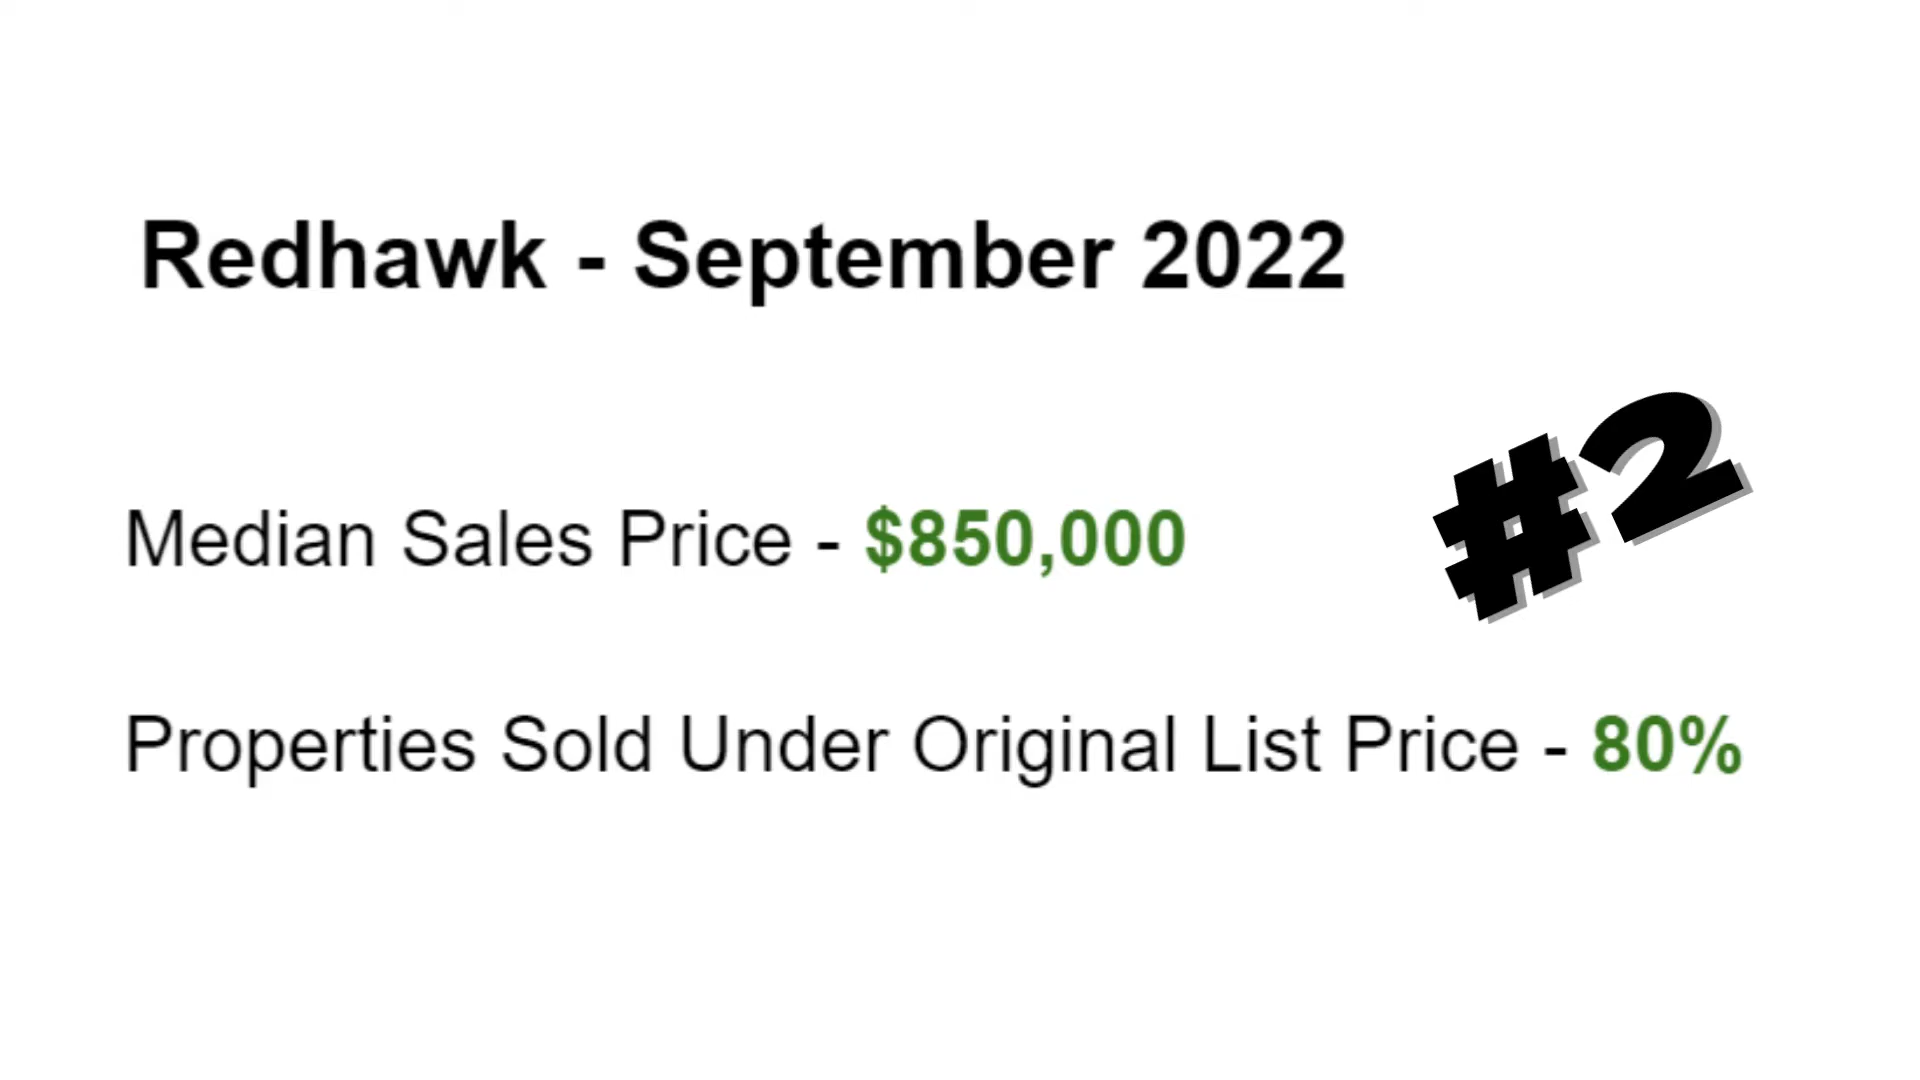 Redhawk - September 2022
#2
Median Sales Price - $850,000
Properties Sold Under Original List Price - 80%